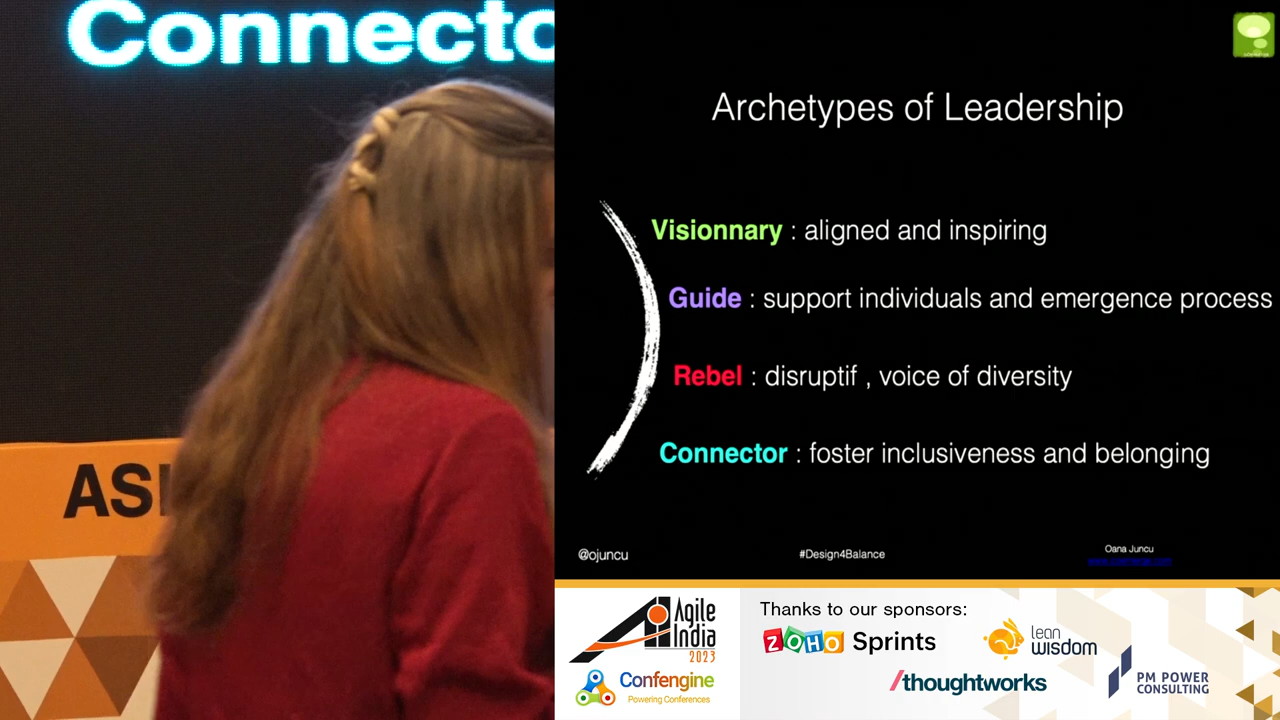 Connecto
ASI
Archetypes of Leadership
Visionnary : aligned and inspiring
Guide : support individuals and emergence process
Rebel : disruptif , voice of diversity
Connector : foster inclusiveness and belonging
@ojuncu
#Design4Balance
Oana Juncu
Agile
India
2023
Confengine
Powering Conferences
Thanks to our sponsors:
ZOHO Sprints
lean
wisdom
/thoughtworks
PM POWER
CONSULTING